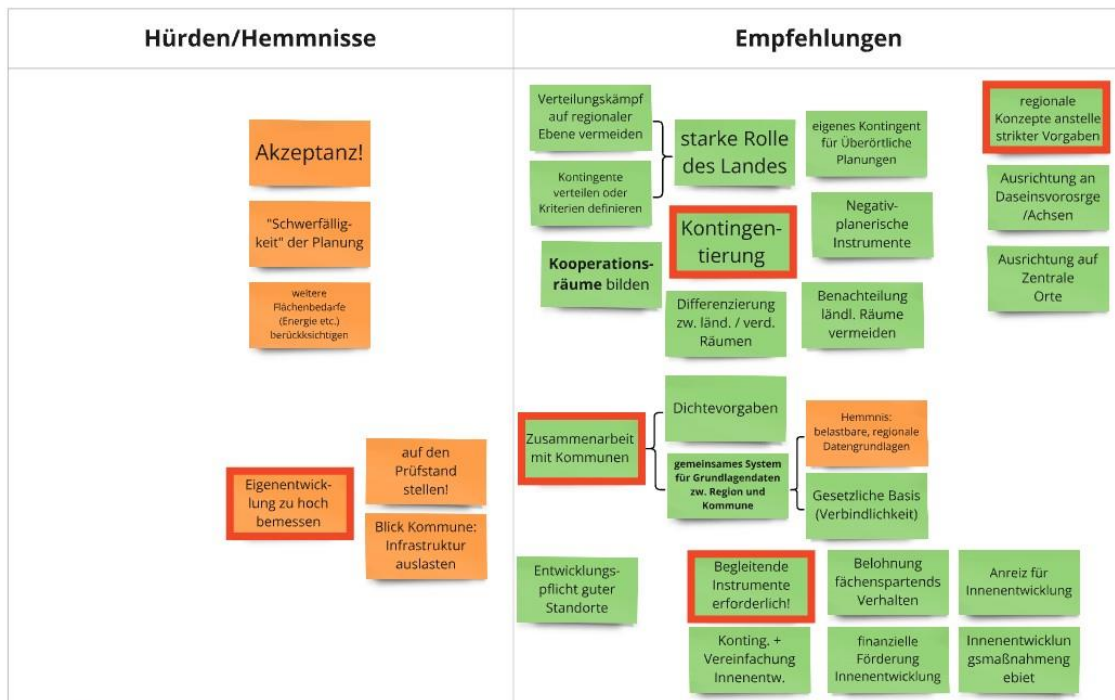 Hürden/Hemmnisse
Akzeptanz!
"Schwerfällig-
keit" der Planung
weitere
Flächenbedarfe
(Energie etc.)
berückksichtigen
Eigenentwick-
lung zu hoch
bemessen
auf den
Prüfstand
stellen!
Blick Kommune:
Infrastruktur
auslasten
Empfehlungen
Verteilungskämpf
auf regionaler
Ebene vermeiden
Kontingente
verteilen oder
Kriterien definieren
starke Rolle
des Landes
eigenes Kontingent
für Überörtliche
Planungen
regionale
Konzepte anstelle
strikter Vorgaben
Kooperations-
räume bilden
Kontingen-
tierung
Negativ-
planerische
Instrumente
Ausrichtung an
Daseinsvorosrge
/Achsen
Differenzierung
zw. länd. / verd.
Räumen
Benachteilung
ländl. Räume
vermeiden
Ausrichtung auf
Zentrale
Orte
Zusammenarbeit
mit Kommunen
Dichtevorgaben
gemeinsames System
für Grundlagendaten
zw. Region und
Kommune
Hemmnis:
belastbare, regionale
Datengrundlagen
Gesetzliche Basis
(Verbindlichkeit)
Entwicklungs-
pflicht guter
Standorte
Begleitende
Instrumente
erforderlich!
Belohnung
fächenspartends
Verhalten
Anreiz für
Innenentwicklung
Konting. +
Vereinfachung
Innenentw.
finanzielle
Förderung
Innenentwicklung
Innenentwicklun
gsmaßnahmeng
ebiet